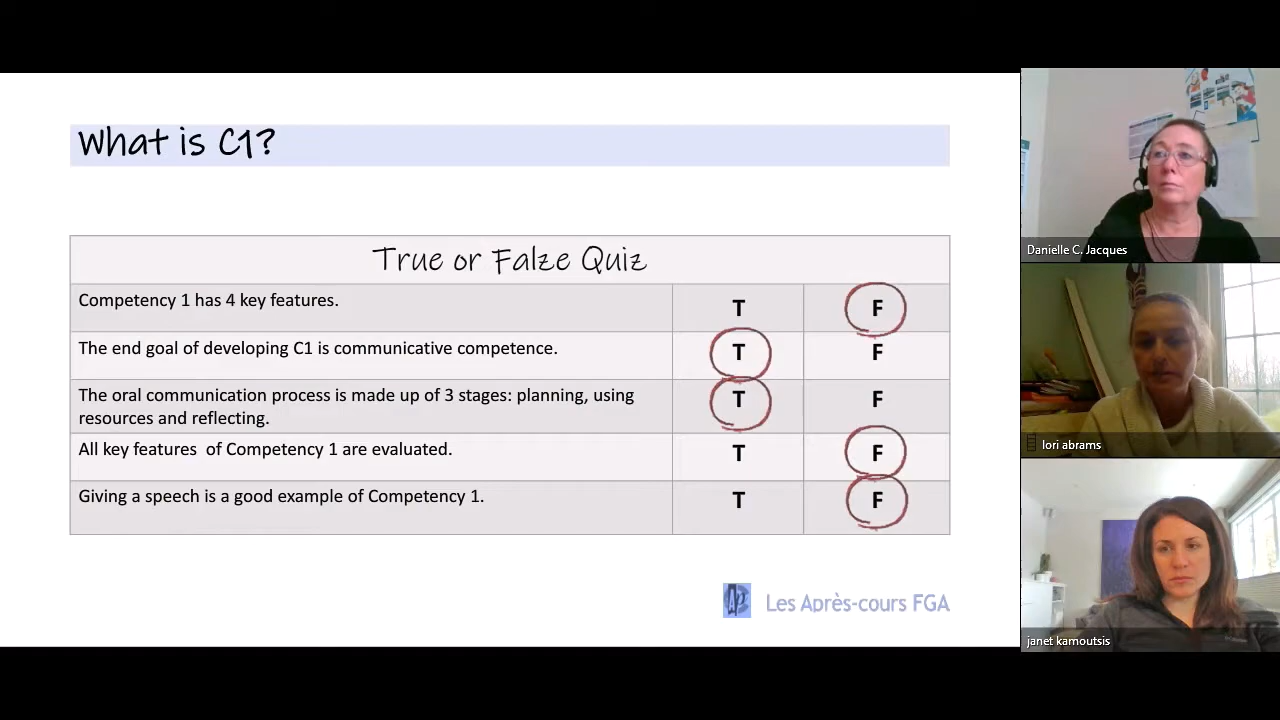 What is C1?
True or Falze Quiz
Competency 1 has 4 key features.
T
F
The end goal of developing C1 is communicative competence.
T
F
The oral communication process is made up of 3 stages: planning, using
resources and reflecting.
T
F
All key features  of Competency 1 are evaluated.
T
F
Giving a speech is a good example of Competency 1.
T
F
AP
Les Après-cours FGA
Danielle C. Jacques
lori abrams
janet kamoutsis